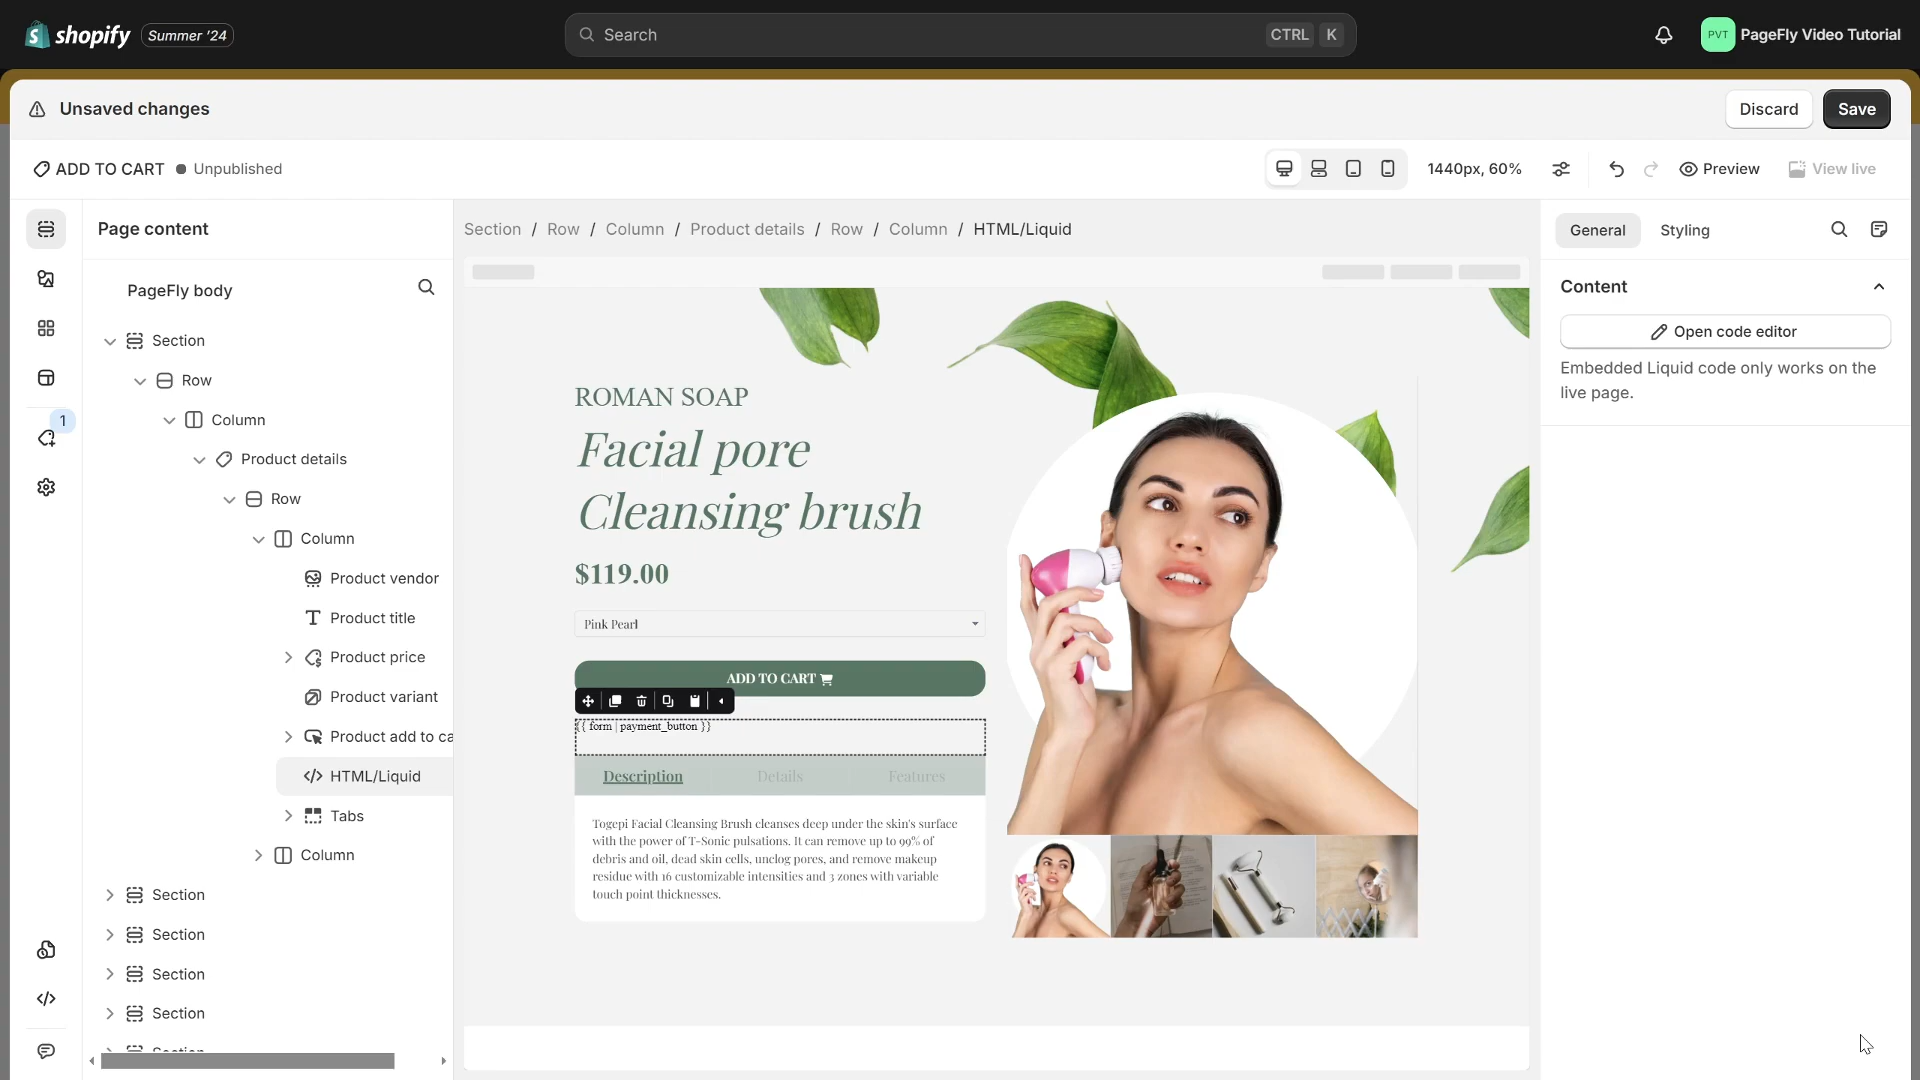 shopify
Summer '24
Search
CTRL K
PVT
PageFly Video Tutorial
Unsaved changes
Discard
Save
ADD TO CART
Unpublished
1440px, 60%
Preview
View live
Page content
Section / Row / Column / Product details / Row / Column / HTML/Liquid
General
Styling
PageFly body
Content
Open code editor
Embedded Liquid code only works on the
live page.
Section
Row
Column
1
Product details
Row
Column
Product vendor
Product title
Product price
Product variant
Product add to ca
HTML/Liquid
Tabs
Column
Section
Section
Section
Section
ROMAN SOAP
Facial pore
Cleansing brush
$119.00
Pink Pearl
ADD TO CART
{{ form | payment_button }}
Description
Details
Features
Togepi Facial Cleansing Brush cleanses deep under the skin's surface
with the power of T-Sonic pulsations. It can remove up to 99% of
debris and oil, dead skin cells, unclog pores, and remove makeup
residue with 16 customizable intensities and 3 zones with variable
touch point thicknesses.